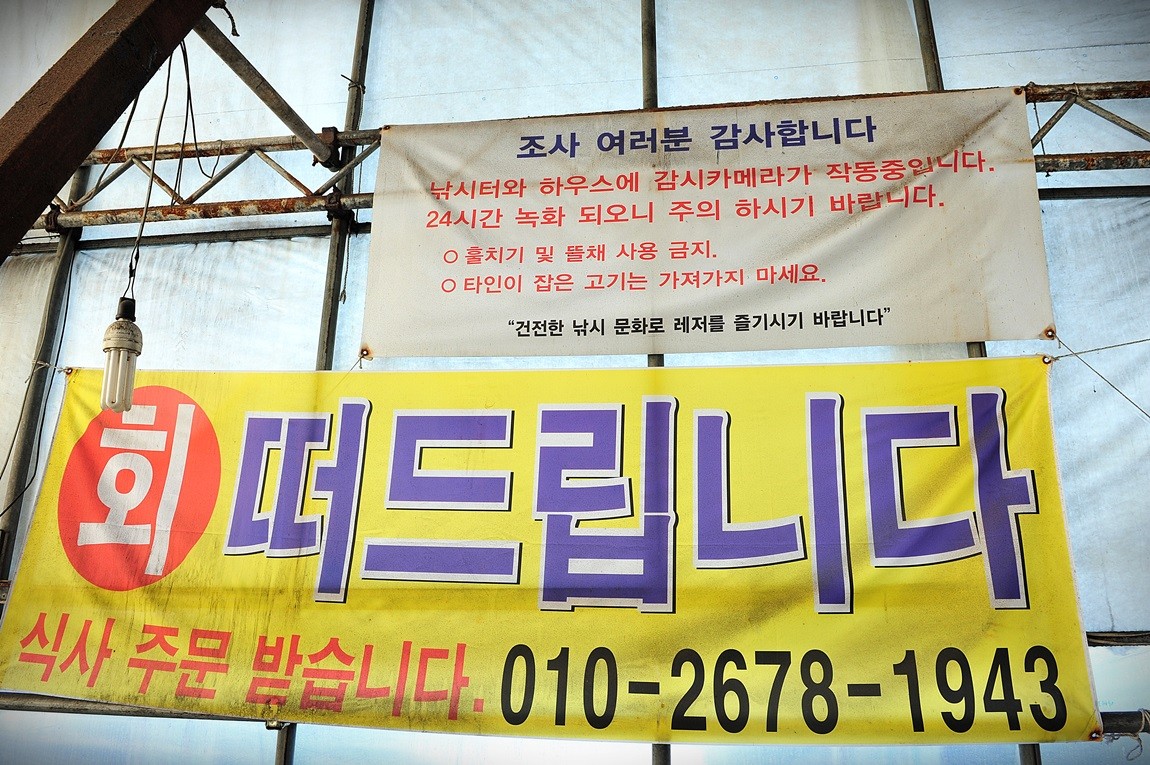 조사 여러분 감사합니다
낚시터와 하우스에 감시카메라가 작동중입니다.
24시간 녹화 되오니 주의 하시기 바랍니다.
○ 훌치기 및 뜰채 사용 금지.
○ 타인이 잡은 고기는 가져가지 마세요.
“건전한 낚시 문화로 레저를 즐기시기 바랍니다”
회 떠드립니다
식사 주문 받습니다. 010-2678-1943